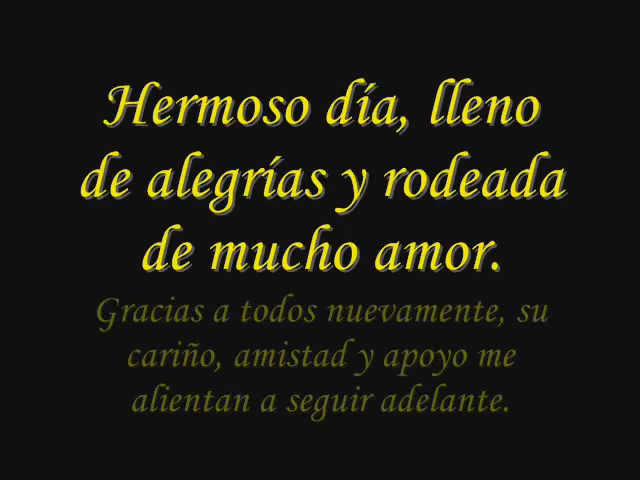 Hermoso día, lleno
de alegrías y rodeada
de mucho amor.
Gracias a todos nuevamente, su
cariño, amistad y apoyo me
alientan a seguir adelante.